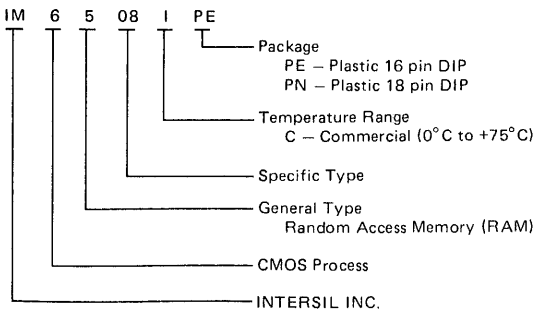 IM 6 5 08 I PE
Package
PE — Plastic 16 pin DIP
PN — Plastic 18 pin DIP
Temperature Range
C — Commercial (0°C to +75°C)
Specific Type
General Type
Random Access Memory (RAM)
CMOS Process
INTERSIL INC.